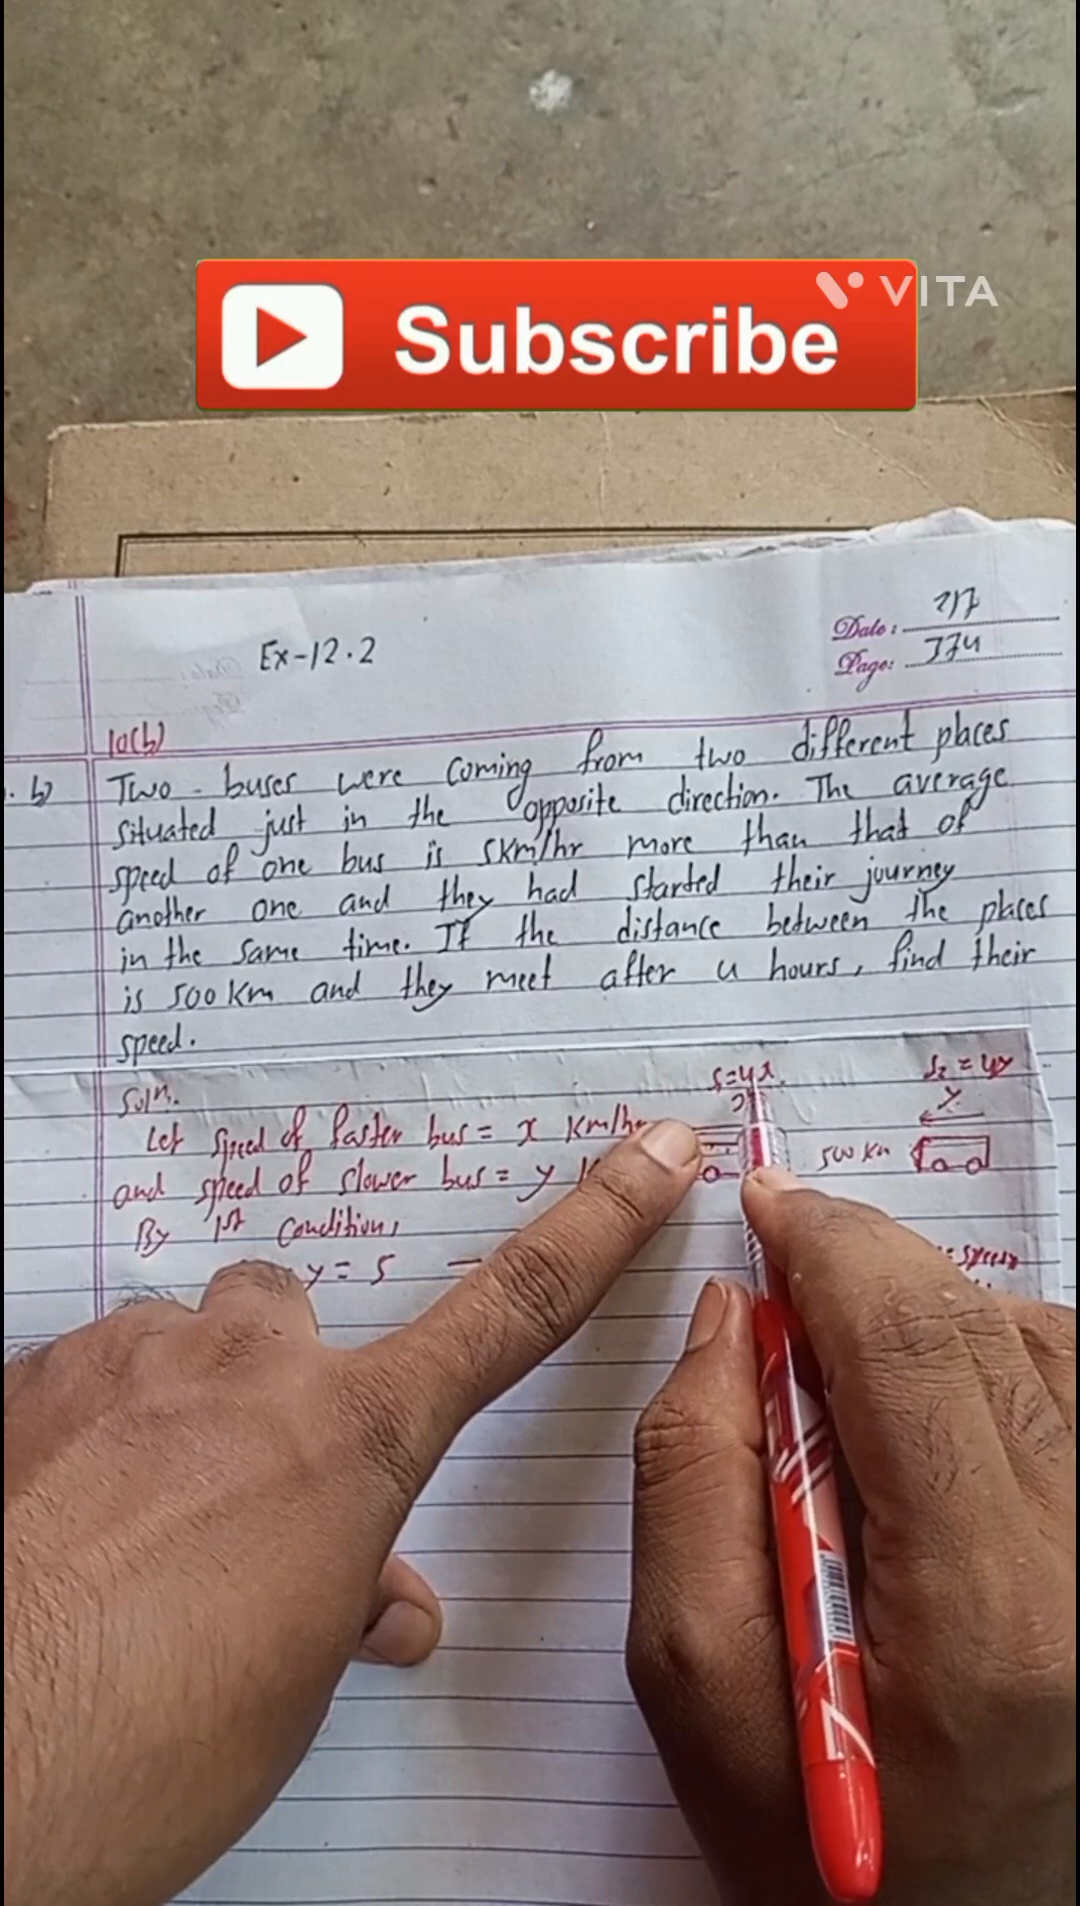 Subscribe
VITA
Ex-12.2
Date: 217
Page: 374
10(b)
b) Two buses were coming from two different places
situated just in the opposite direction. The average
speed of one bus is 5km/hr more than that of
another one and they had started their journey
in the same time. If the distance between the places
is 500 Km and they meet after 4 hours, find their
speed.
Soln.
Let speed of faster bus = x Km/hr
and speed of slower bus = y
By 1st condition,
y = 5
S=4x
S2 = 4y
y
500 Km
= speed